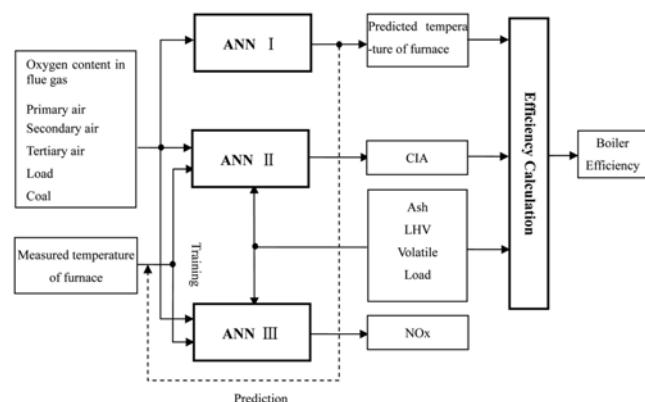 Oxygen content in
flue gas
Primary air
Secondary air
Tertiary air
Load
Coal
Measured temperature
of furnace
ANN Ⅰ
ANN Ⅱ
Training
ANN Ⅲ
Prediction
Predicted tempera
-ture of furnace
CIA
Ash
LHV
Volatile
Load
NOx
Efficiency Calculation
Boiler
Efficiency